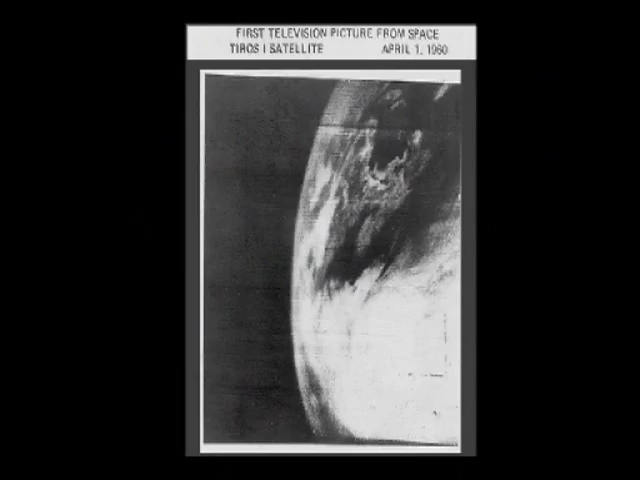 FIRST TELEVISION PICTURE FROM SPACE
TIROS I SATELLITE APRIL 1, 1960